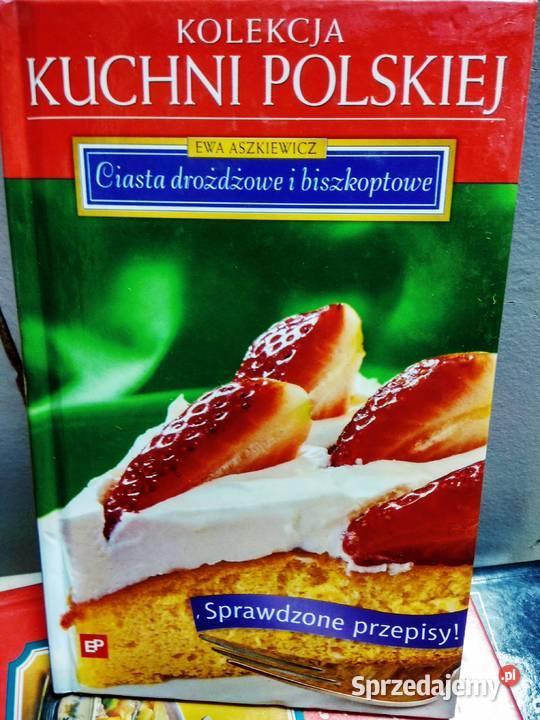 KOLEKCJA
KUCHNI POLSKIEJ
EWA ASZKIEWICZ
Ciasta drożdżowe i biszkoptowe
Sprawdzone przepisy!
EP
Sprzedajemy.pl